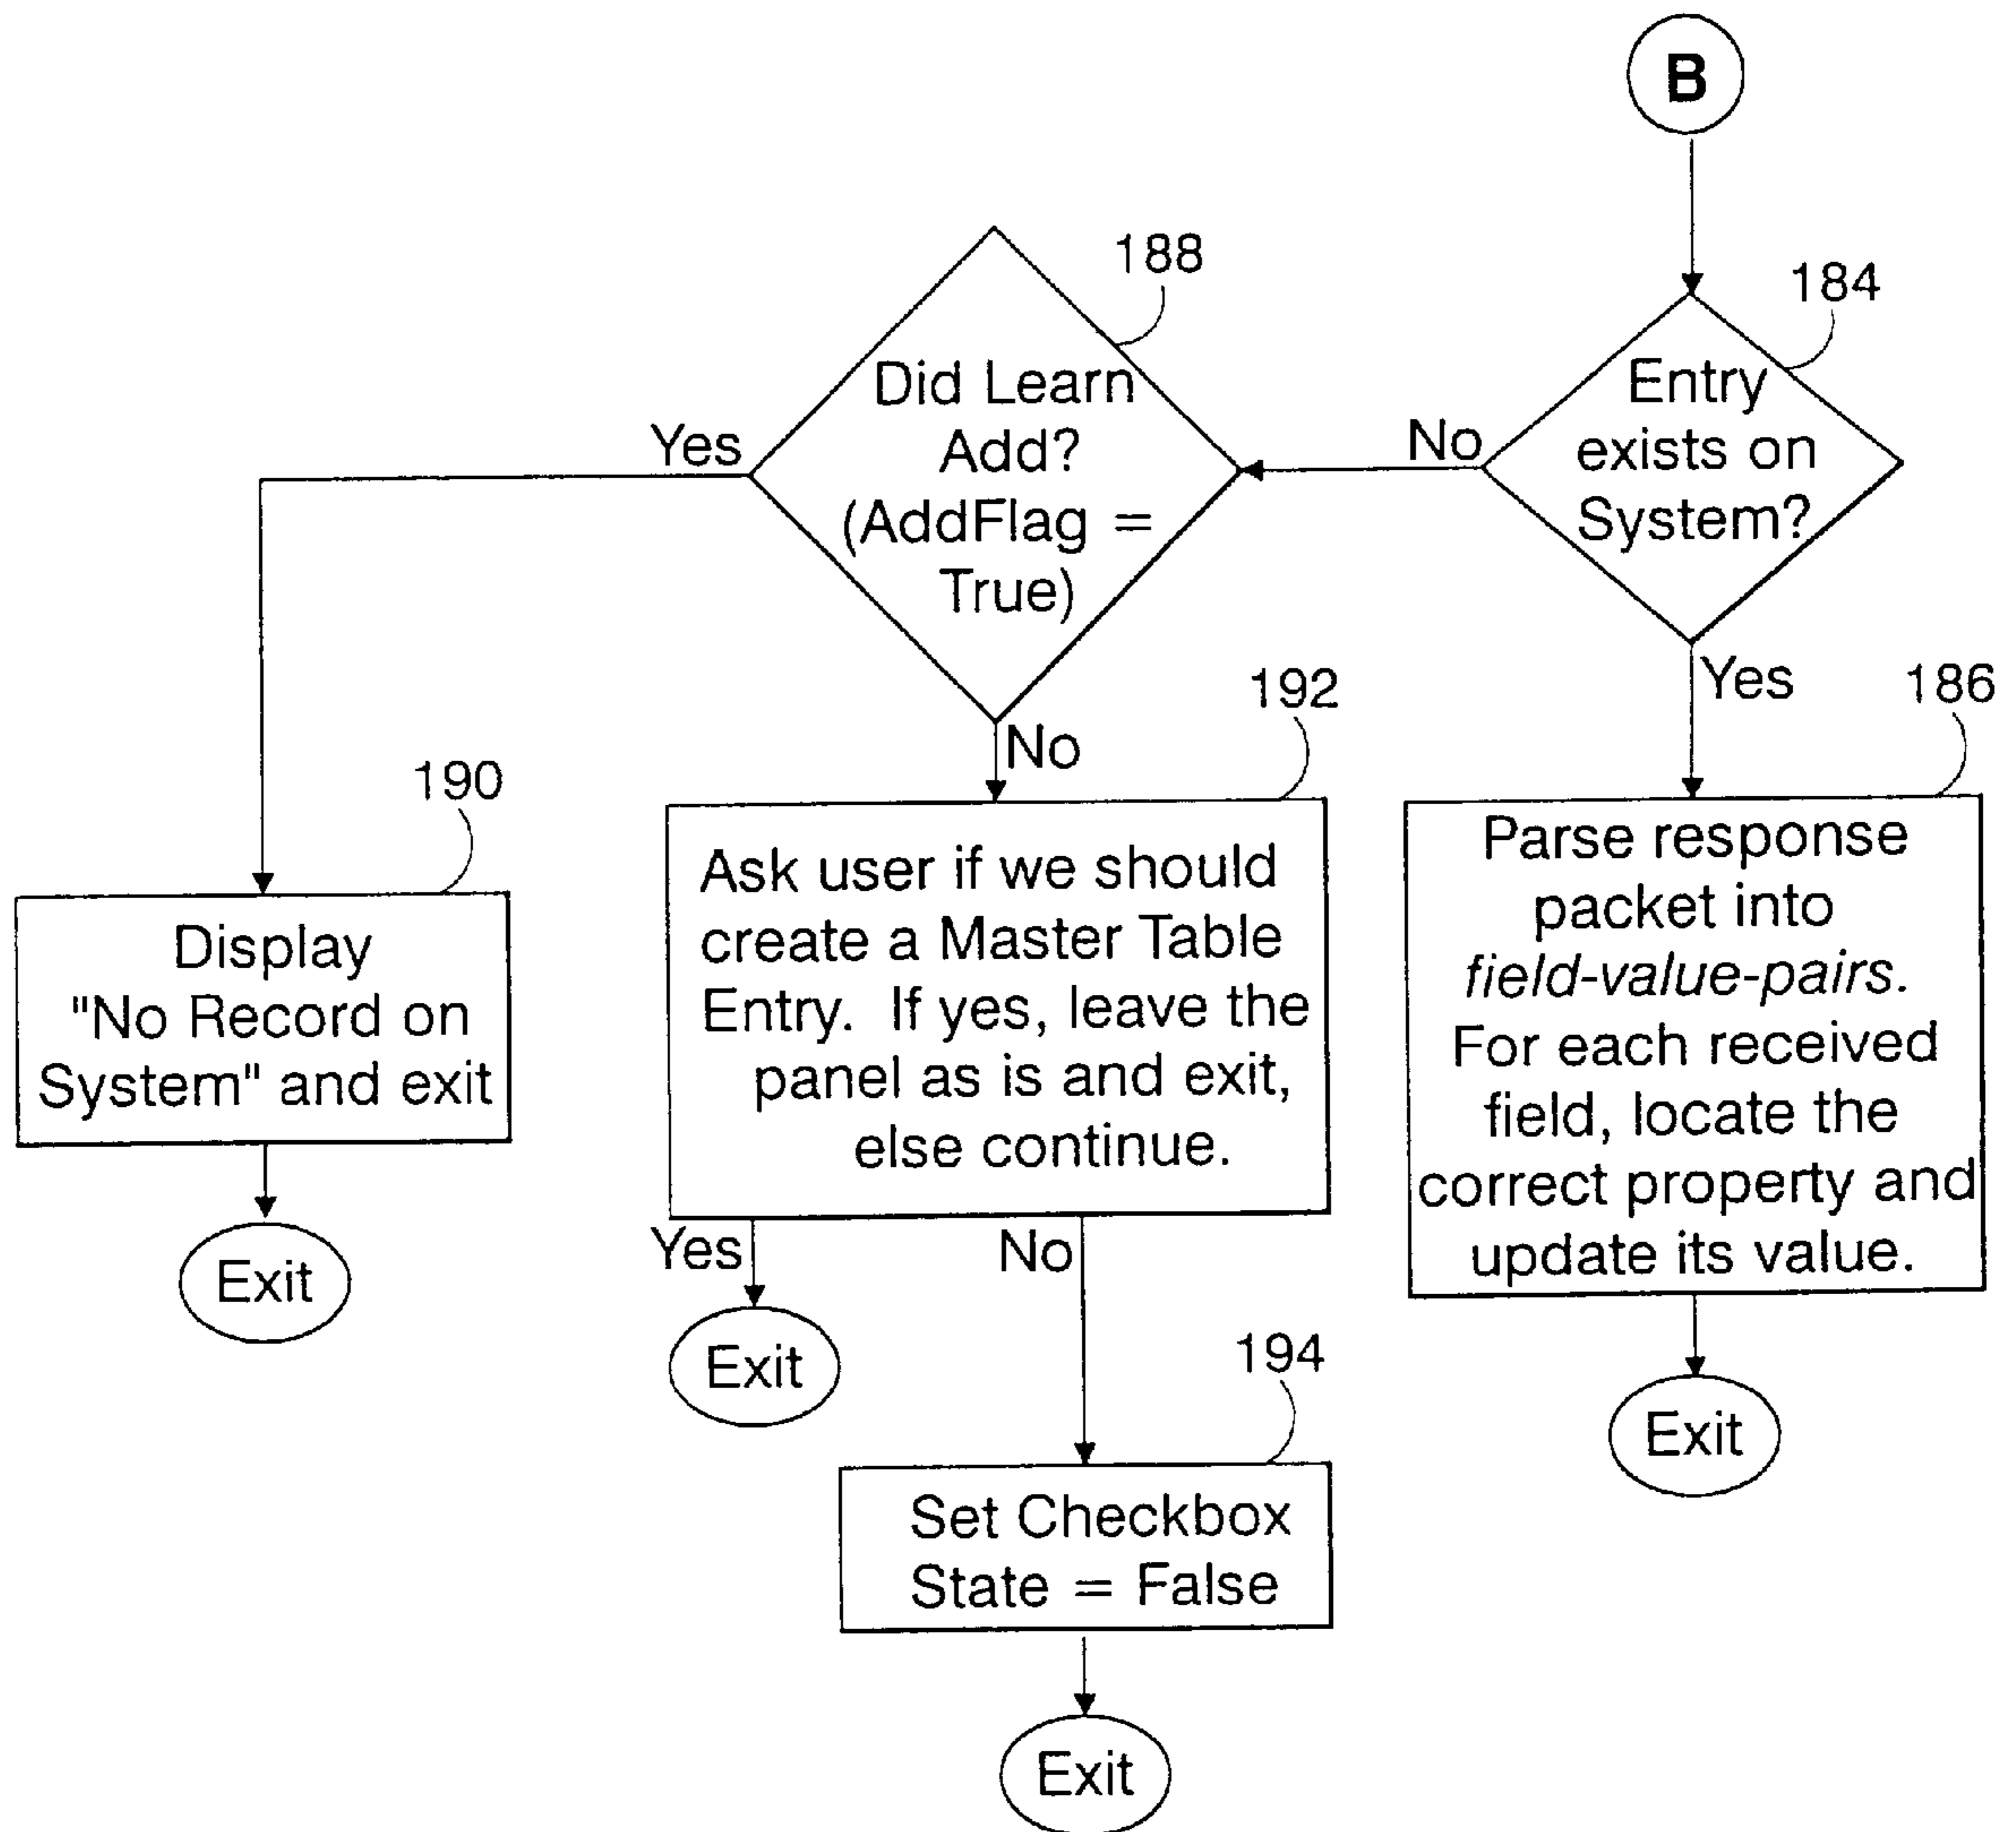 B
184
Entry
exists on
System?
No
Yes
188
Did Learn
Add?
(AddFlag =
True)
Yes
No
186
Parse response
packet into
field-value-pairs.
For each received
field, locate the
correct property and
update its value.
Exit
190
Display
"No Record on
System" and exit
Exit
192
Ask user if we should
create a Master Table
Entry. If yes, leave the
panel as is and exit,
else continue.
Yes
No
Exit
194
Set Checkbox
State = False
Exit